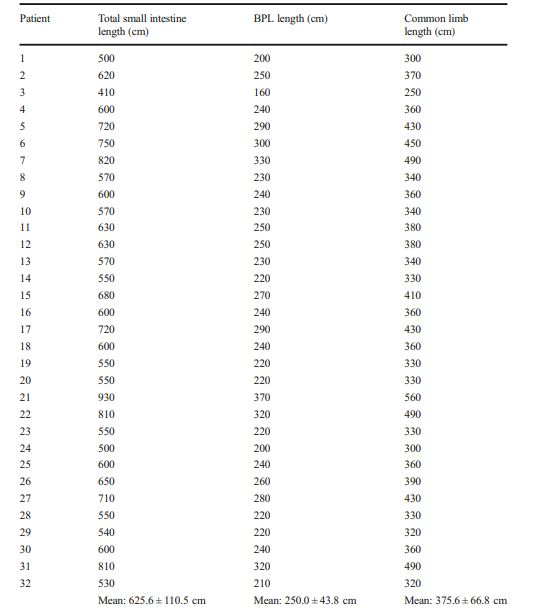 Patient Total small intestine length (cm) BPL length (cm) Common limb length (cm)
1 500 200 300
2 620 250 370
3 410 160 250
4 600 240 360
5 720 290 430
6 750 300 450
7 820 330 490
8 570 230 340
9 600 240 360
10 570 230 340
11 630 250 380
12 630 250 380
13 570 230 340
14 550 220 330
15 680 270 410
16 600 240 360
17 720 290 430
18 600 240 360
19 550 220 330
20 550 220 330
21 930 370 560
22 810 320 490
23 550 220 330
24 500 200 300
25 600 240 360
26 650 260 390
27 710 280 430
28 550 220 330
29 540 220 320
30 600 240 360
31 810 320 490
32 530 210 320
Mean: 625.6 ± 110.5 cm Mean: 250.0 ± 43.8 cm Mean: 375.6 ± 66.8 cm